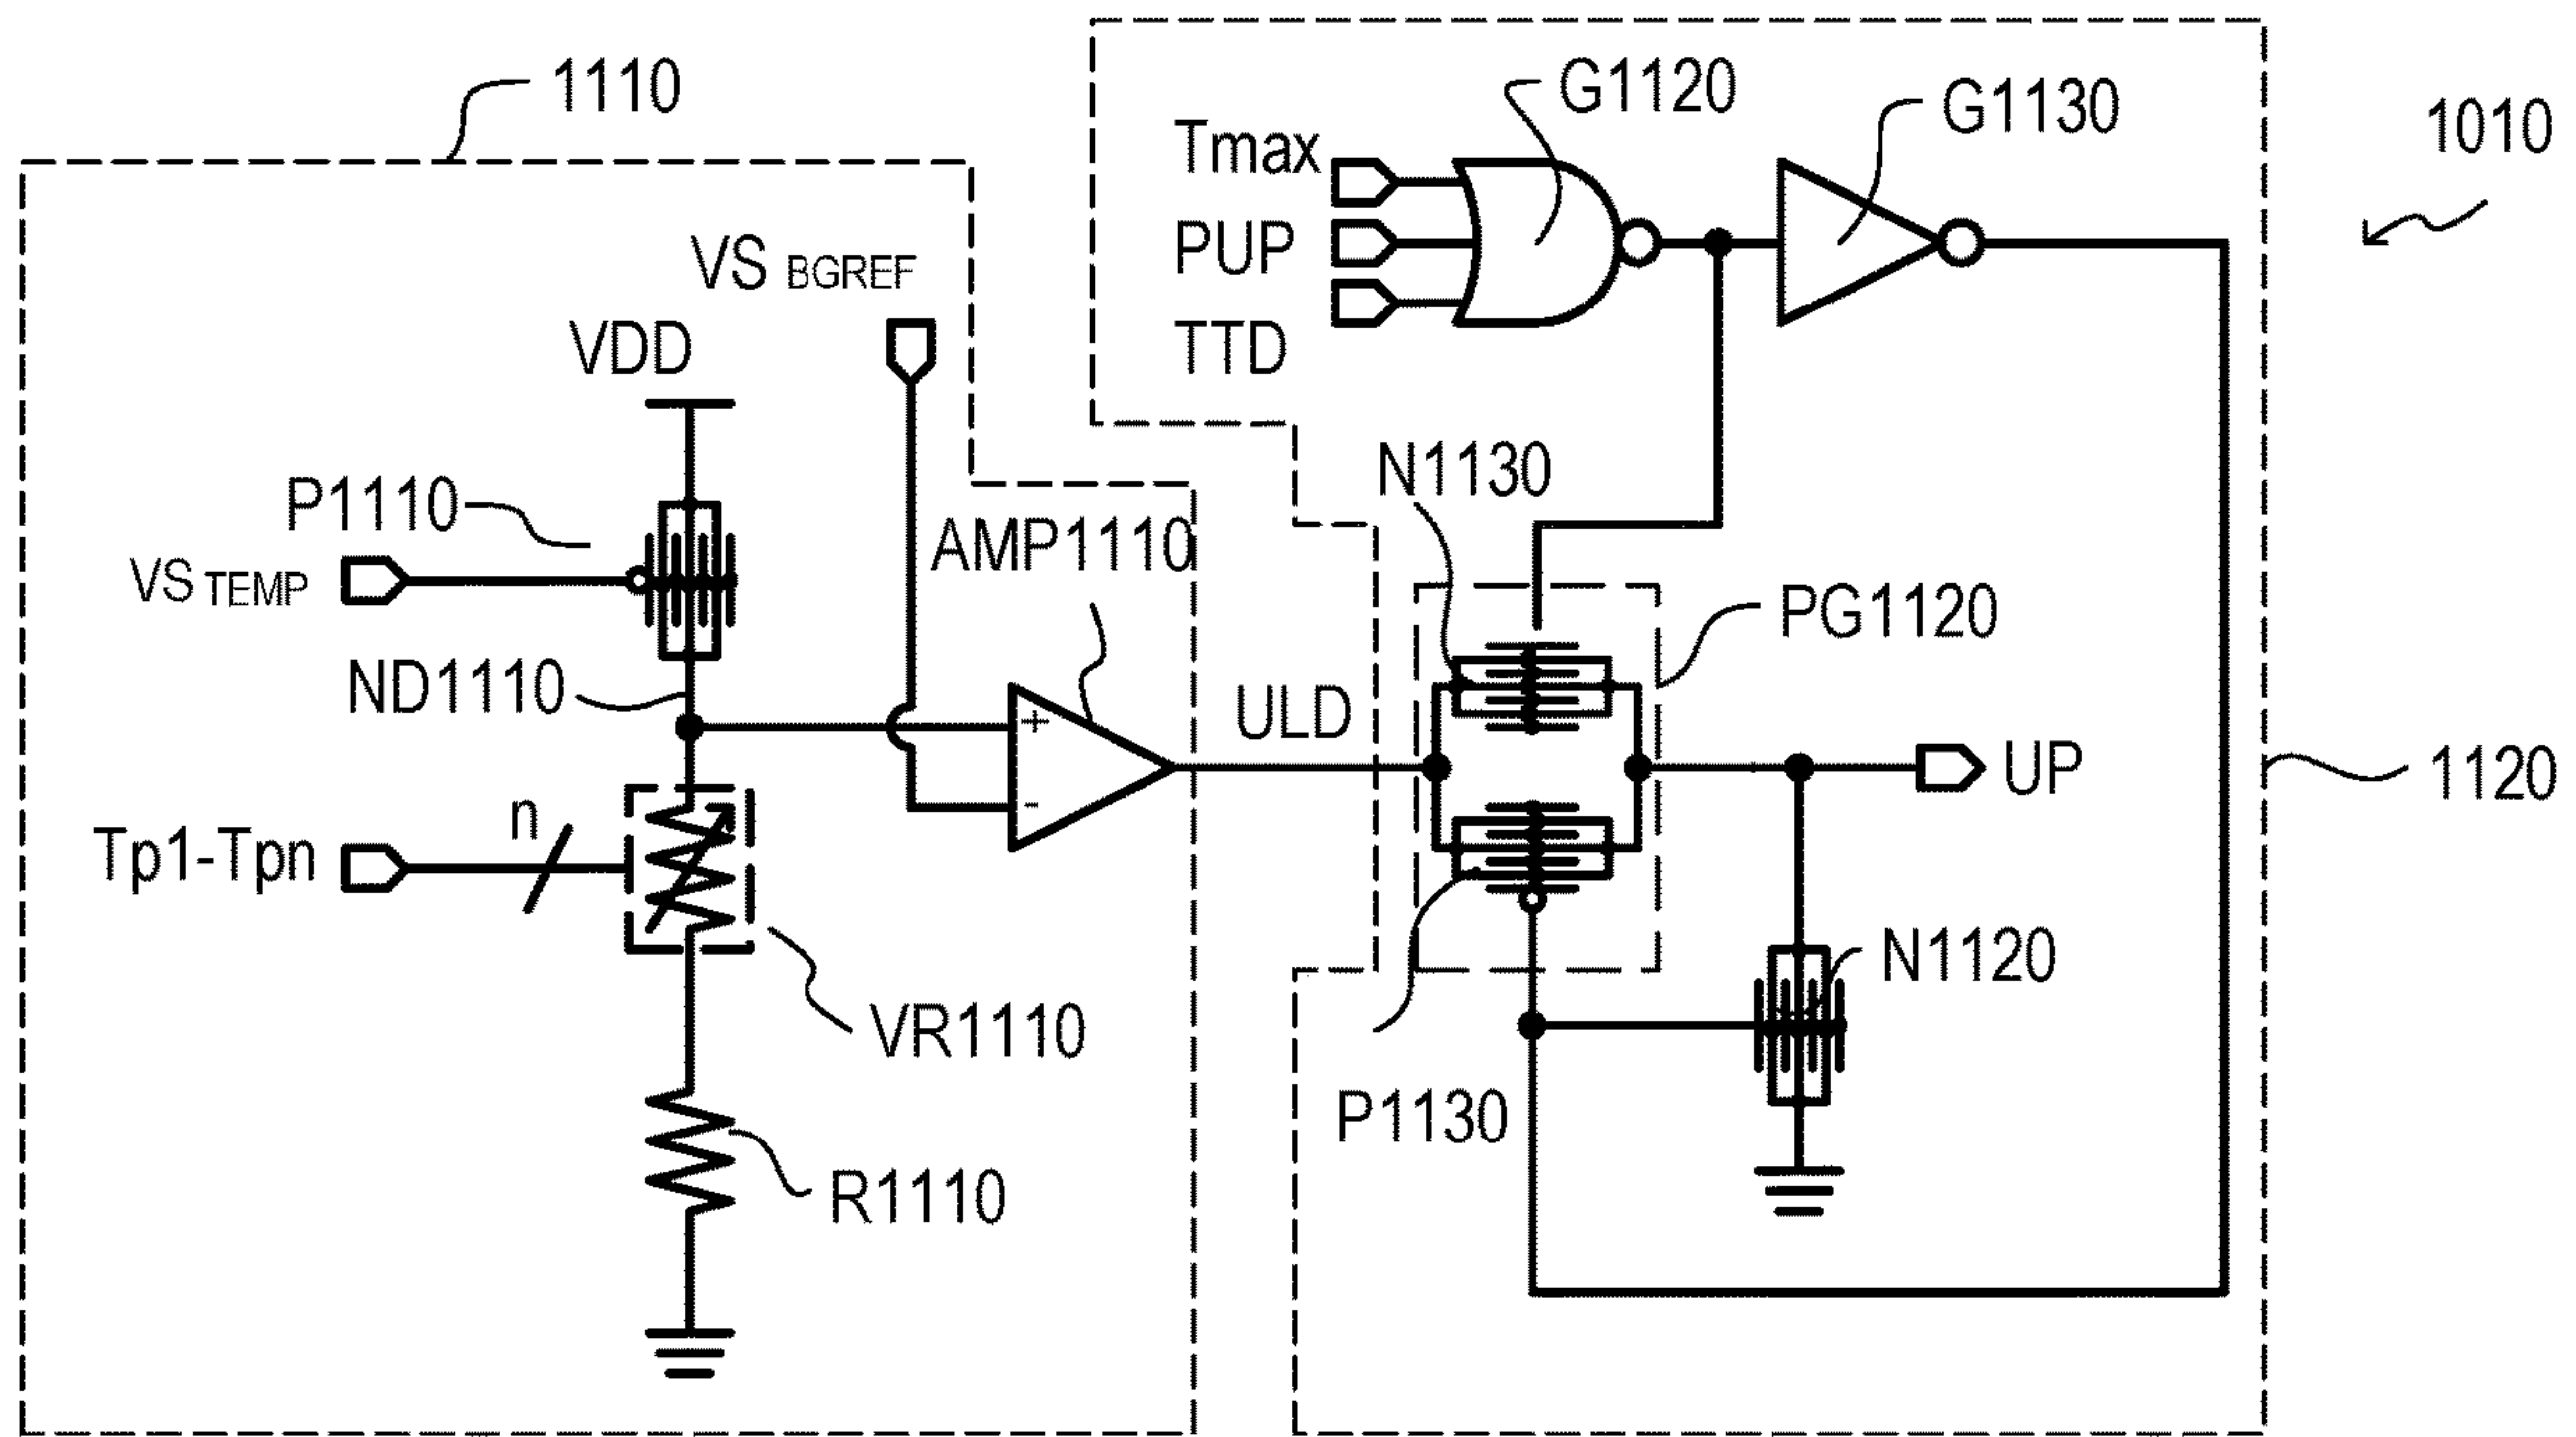 1110
G1120
G1130
1010
Tmax
PUP
TTD
VS BGREF
VDD
P1110
N1130
AMP1110
VS TEMP
PG1120
ND1110
ULD
+
-
UP
1120
n
Tp1-Tpn
N1120
VR1110
P1130
R1110